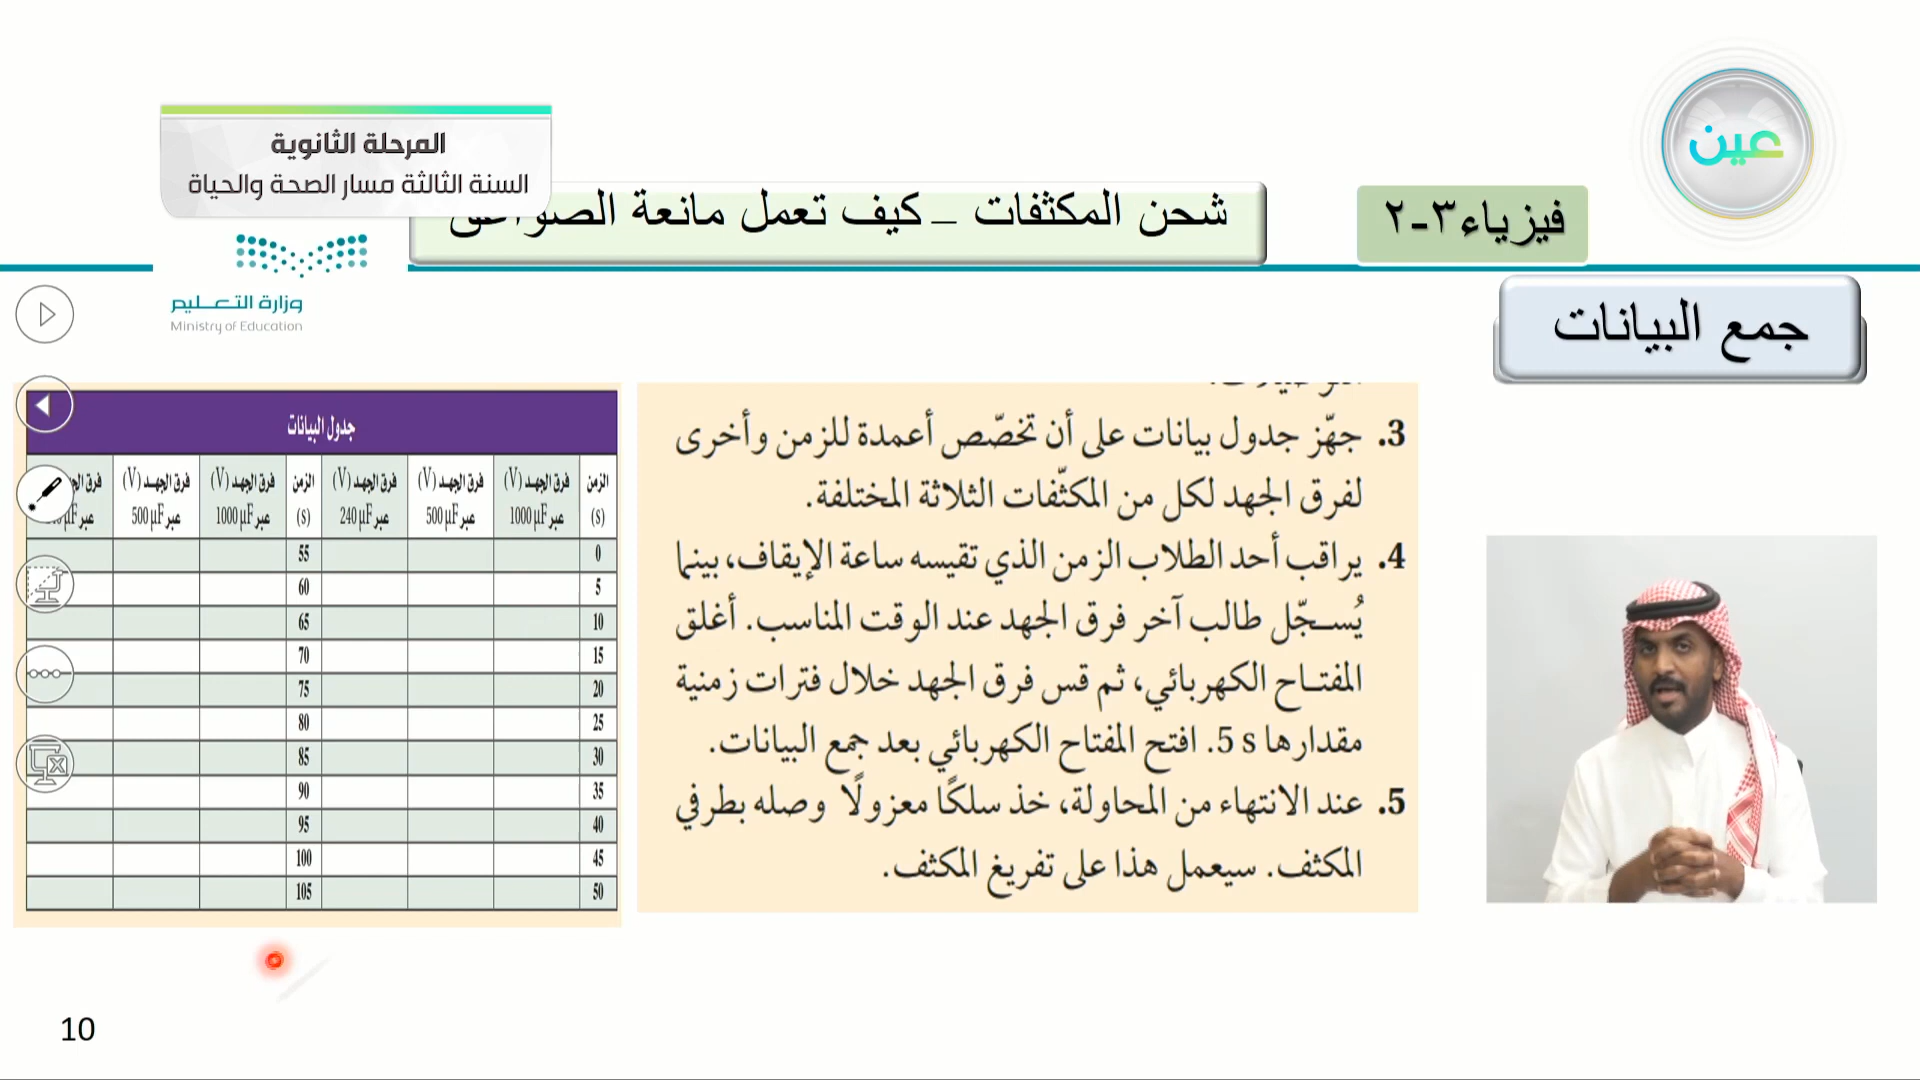 عين
المرحلة الثانوية
السنة الثالثة مسار الصحة والحياة
فيزياء٣-٢
شحن المكثفات – كيف تعمل مانعة
وزارة التعليم
Ministry of Education
جمع البيانات
3. جهّز جدول بيانات على أن تخصّص أعمدة للزمن وأخرى
لفرق الجهد لكل من المكثّفات الثلاثة المختلفة.
4. يراقب أحد الطلاب الزمن الذي تقيسه ساعة الإيقاف، بينما
يُسجّل طالب آخر فرق الجهد عند الوقت المناسب. أغلق
المفتاح الكهربائي، ثم قس فرق الجهد خلال فترات زمنية
مقدارها 5 s. افتح المفتاح الكهربائي بعد جمع البيانات.
5. عند الانتهاء من المحاولة، خذ سلكًا معزولًا وصله بطرفي
المكثف. سيعمل هذا على تفريغ المكثف.
جدول البيانات
الزمن (s) فرق الجهد (V) عبر 1000 µF فرق الجهد (V) عبر 500 µF فرق الجهد (V) عبر 240 µF الزمن (s) فرق الجهد (V) عبر 1000 µF فرق الجهد (V) عبر 500 µF فرق عبر µF
0 55
5 60
10 65
15 70
20 75
25 80
30 85
35 90
40 95
45 100
50 105
10